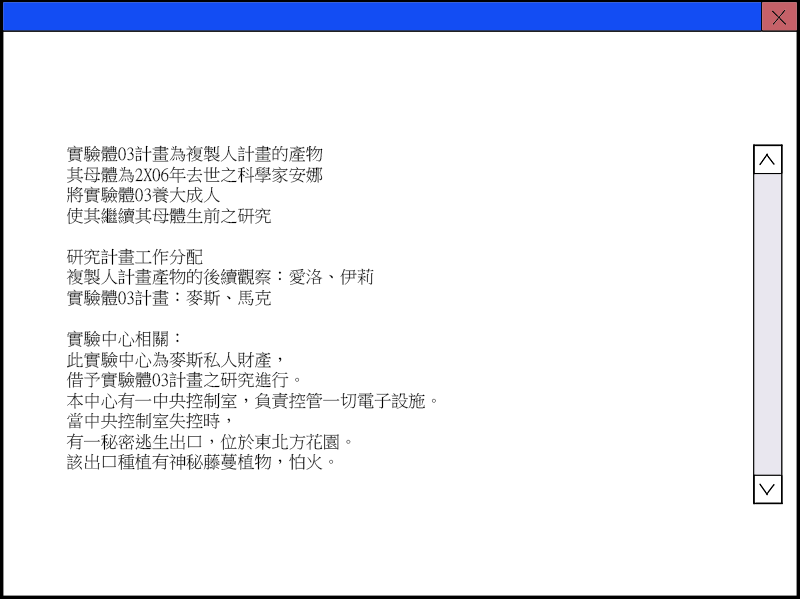 實驗體03計畫為複製人計畫的產物
其母體為2X06年去世之科學家安娜
將實驗體03養大成人
使其繼續其母體生前之研究
研究計畫工作分配
複製人計畫產物的後續觀察：愛洛、伊莉
實驗體03計畫：麥斯、馬克
實驗中心相關：
此實驗中心為麥斯私人財產，
借予實驗體03計畫之研究進行。
本中心有一中央控制室，負責控管一切電子設施。
當中央控制室失控時，
有一秘密逃生出口，位於東北方花園。
該出口種植有神秘藤蔓植物，怕火。